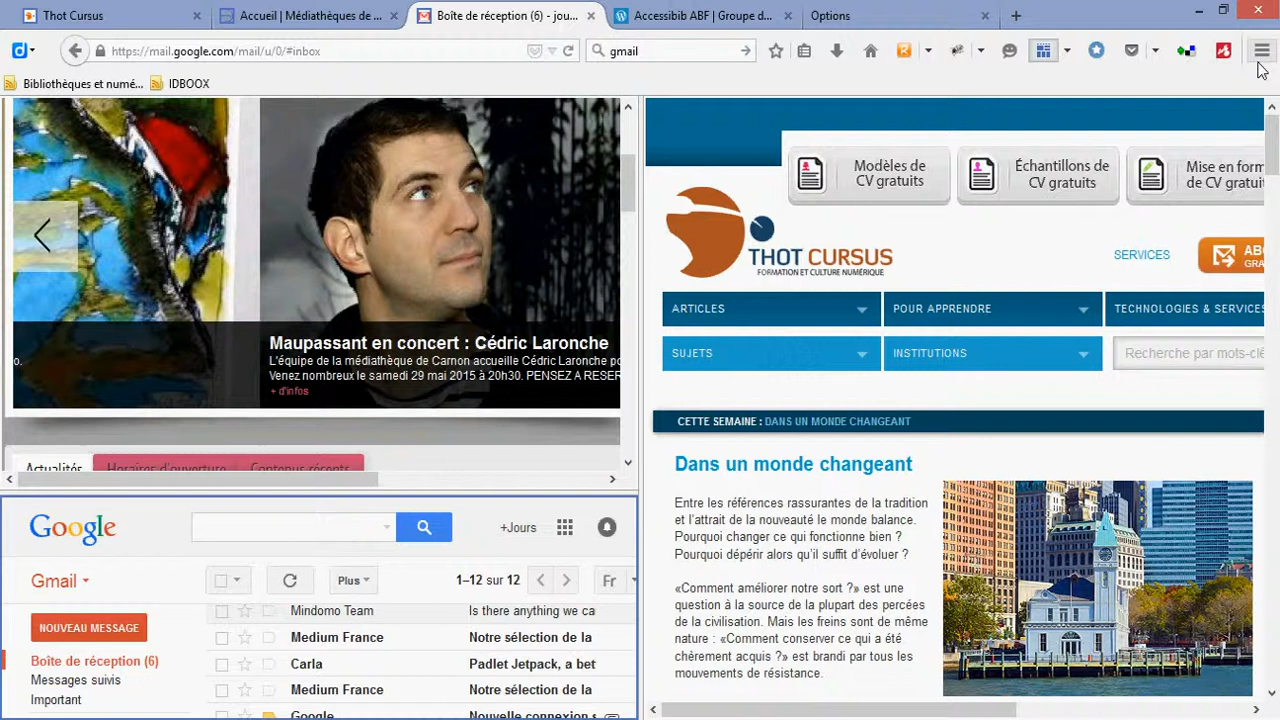 Thot Cursus
Accueil | Médiathèques de ...
Boîte de réception (6) - jou...
Accessibib ABF | Groupe d...
Options
https://mail.google.com/mail/u/0/#inbox
gmail
Bibliothèques et numé...
IDBOOX
o.
Maupassant en concert : Cédric Laronche
L'équipe de la médiathèque de Carnon accueille Cédric Laronche po
Venez nombreux le samedi 29 mai 2015 à 20h30. PENSEZ A RESER
+ d'infos
Actualités
Horaires d'ouverture
Contenus récents
Modèles de
CV gratuits
Échantillons de
CV gratuits
Mise en form
de CV gratuit
THOT CURSUS
FORMATION ET CULTURE NUMÉRIQUE
SERVICES
ABO
GRA
ARTICLES
POUR APPRENDRE
TECHNOLOGIES & SERVICES
SUJETS
INSTITUTIONS
Recherche par mots-clé
CETTE SEMAINE : DANS UN MONDE CHANGEANT
Dans un monde changeant
Entre les références rassurantes de la tradition
et l'attrait de la nouveauté le monde balance.
Pourquoi changer ce qui fonctionne bien ?
Pourquoi dépérir alors qu'il suffit d'évoluer ?
«Comment améliorer notre sort ?» est une
question à la source de la plupart des percées
de la civilisation. Mais les freins sont de même
nature : «Comment conserver ce qui a été
chèrement acquis ?» est brandi par tous les
mouvements de résistance.
Google
+Jours
Gmail
Plus
1–12 sur 12
Fr
NOUVEAU MESSAGE
Boîte de réception (6)
Messages suivis
Important
Mindomo Team
Is there anything we ca
Medium France
Notre sélection de la
Carla
Padlet Jetpack, a bet
Medium France
Notre sélection de la
Google
Nouvelle connexion s